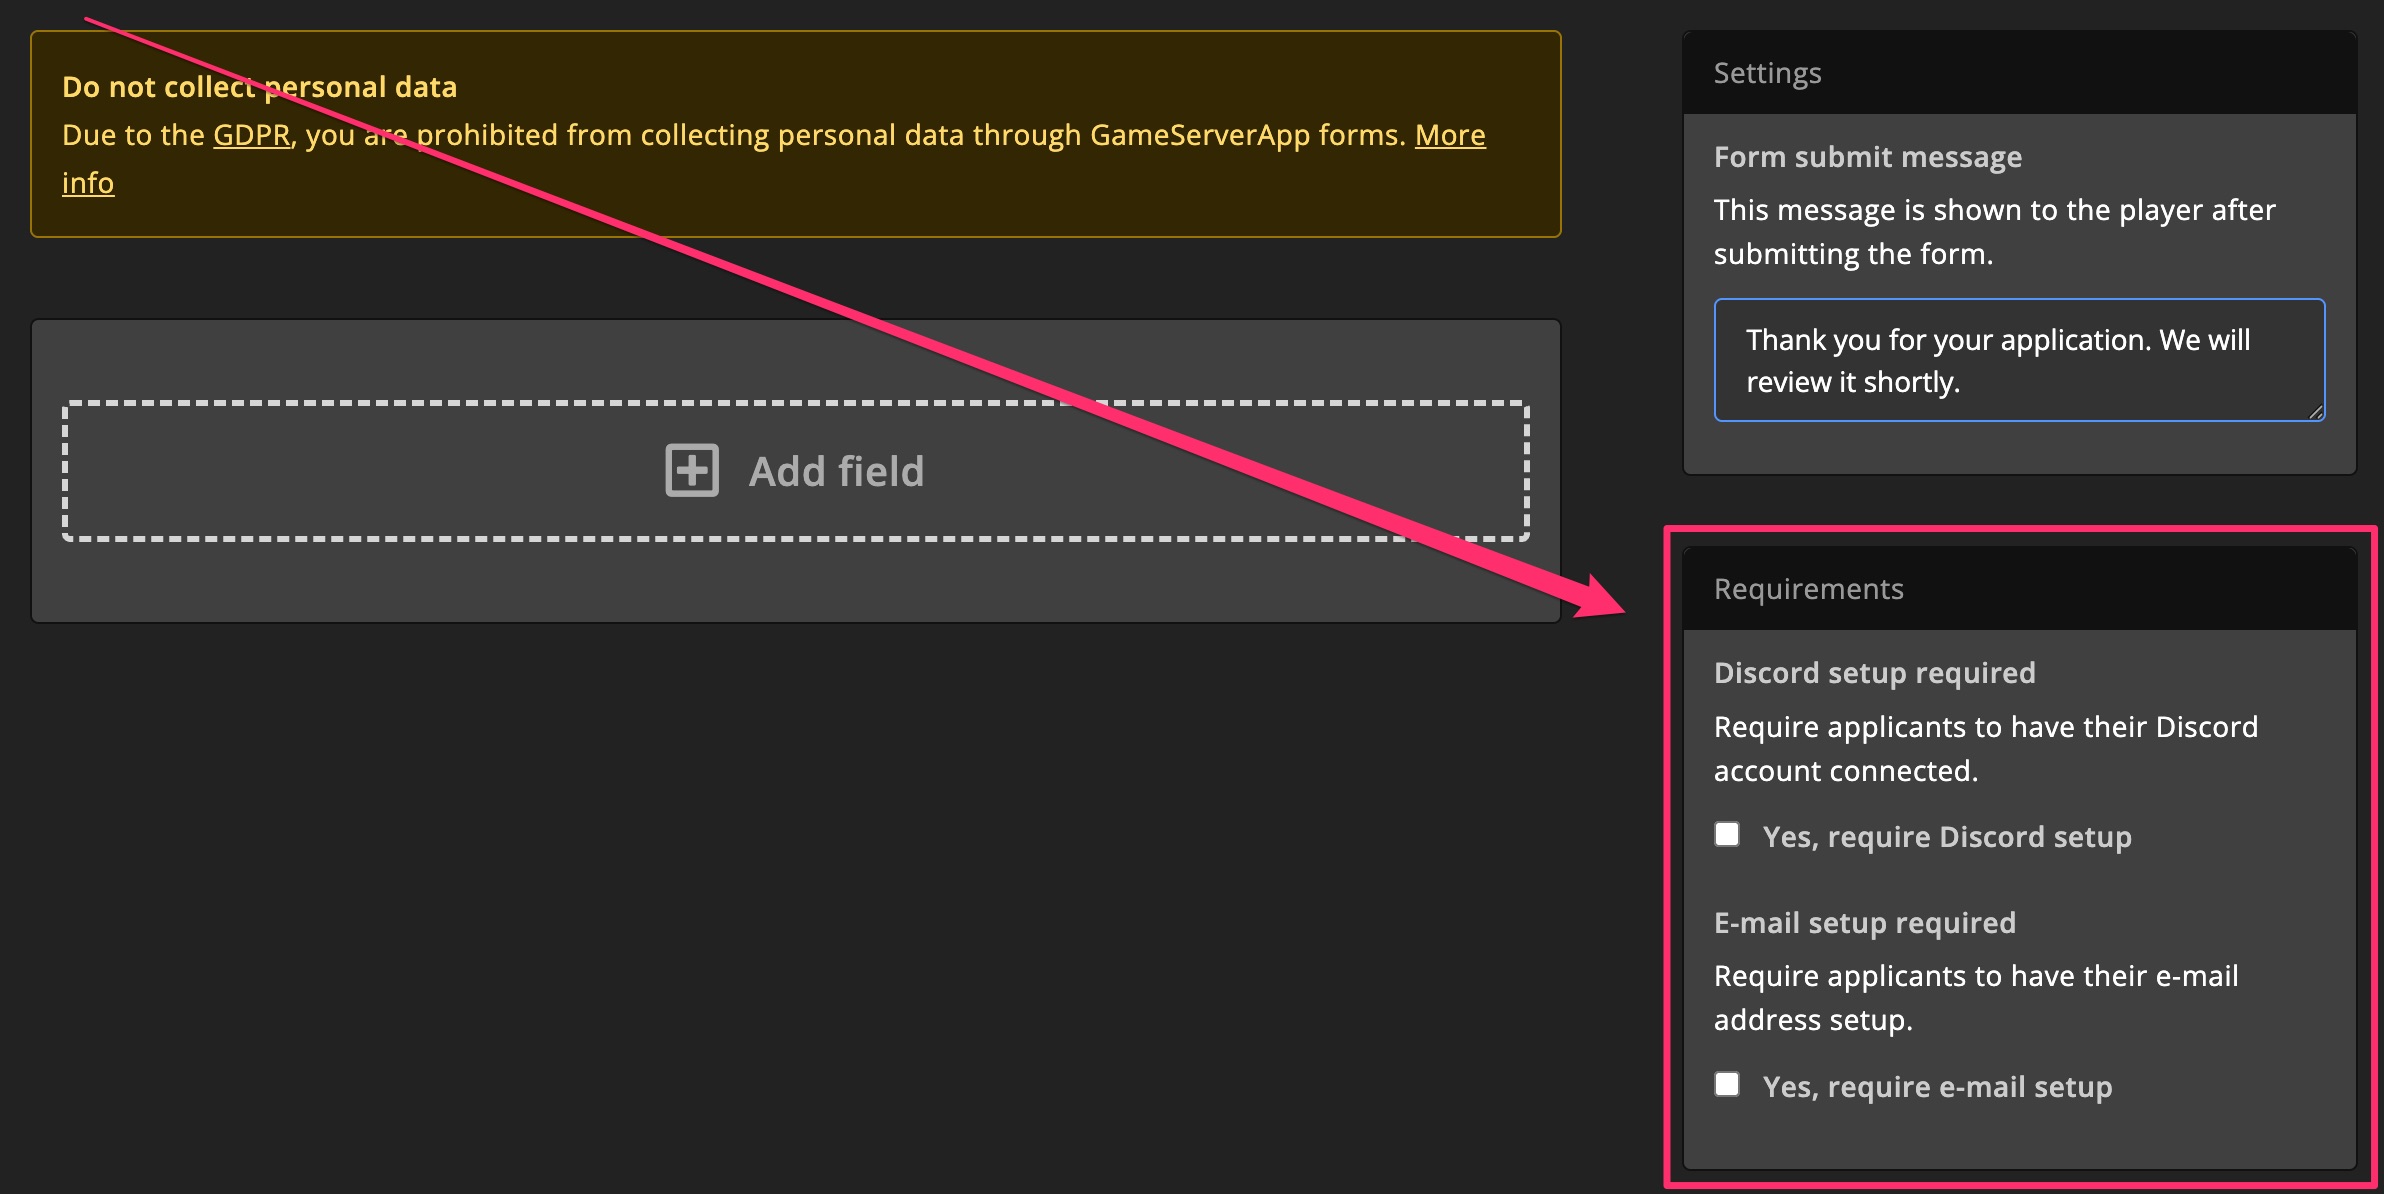 Do not collect personal data
Due to the GDPR, you are prohibited from collecting personal data through GameServerApp forms. More
info
Add field
Settings
Form submit message
This message is shown to the player after
submitting the form.
Thank you for your application. We will
review it shortly.
Requirements
Discord setup required
Require applicants to have their Discord
account connected.
Yes, require Discord setup
E-mail setup required
Require applicants to have their e-mail
address setup.
Yes, require e-mail setup